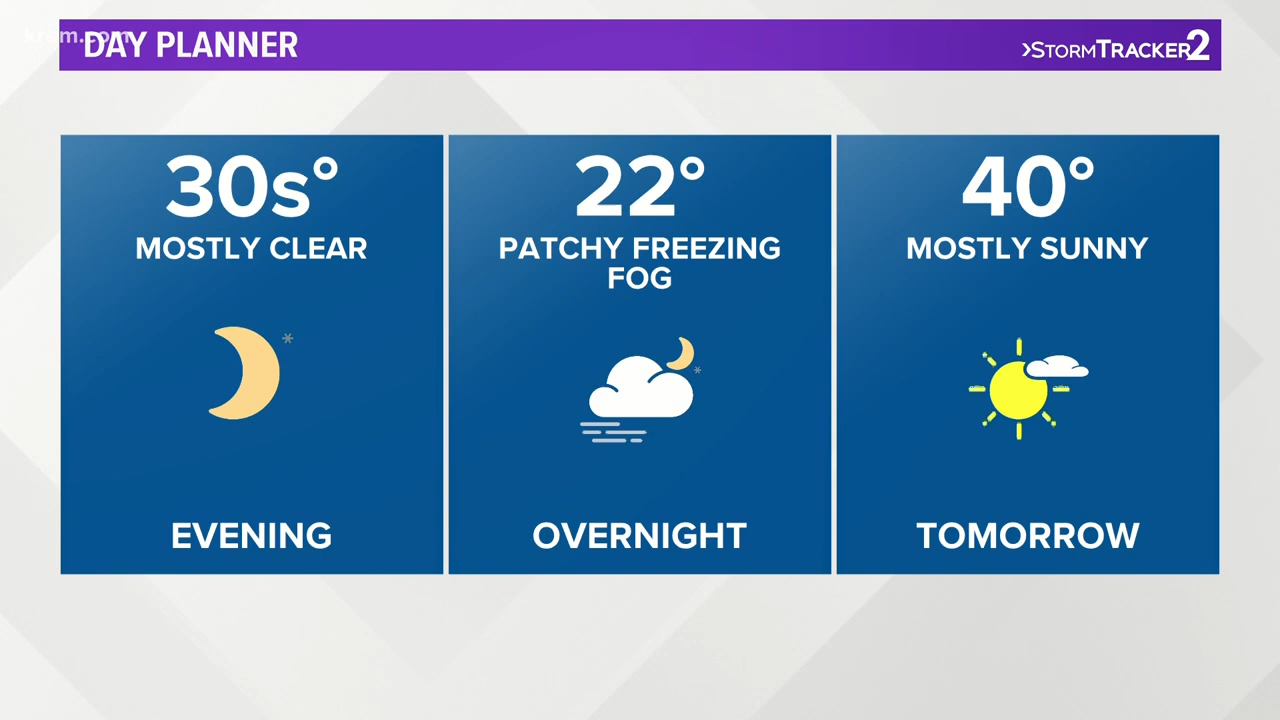 krem.com
DAY PLANNER
›STORMTRACKER2
30s°
MOSTLY CLEAR
EVENING
22°
PATCHY FREEZING
FOG
OVERNIGHT
40°
MOSTLY SUNNY
TOMORROW